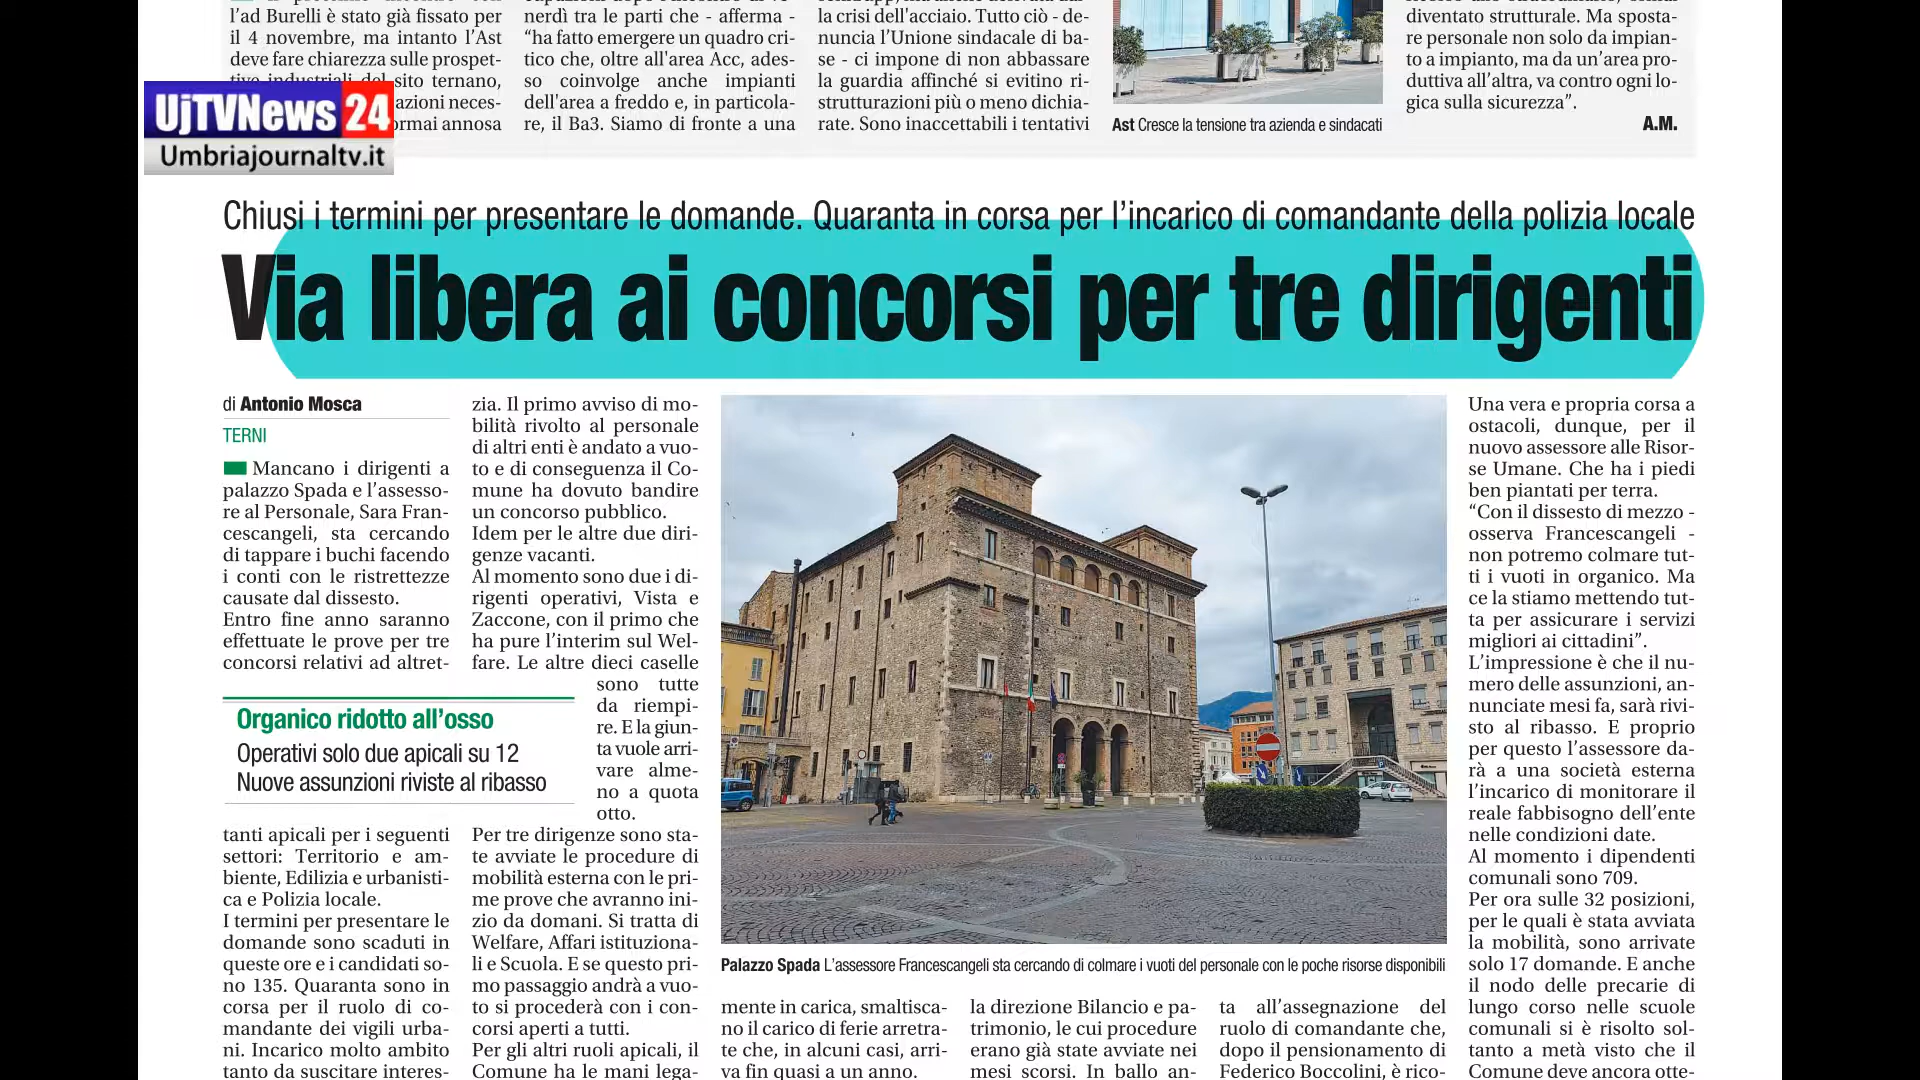 l'ad Burelli è stato già fissato per
il 4 novembre, ma intanto l'Ast
deve fare chiarezza sulle prospet-
sito ternano,
azioni neces-
ormai annosa
nerdì tra le parti che - afferma -
“ha fatto emergere un quadro cri-
tico che, oltre all'area Acc, ades-
so coinvolge anche impianti
dell'area a freddo e, in particola-
re, il Ba3. Siamo di fronte a una
la crisi dell'acciaio. Tutto ciò - de-
nuncia l'Unione sindacale di ba-
se - ci impone di non abbassare
la guardia affinché si evitino ri-
strutturazioni più o meno dichia-
rate. Sono inaccettabili i tentativi
Ast Cresce la tensione tra azienda e sindacati
diventato strutturale. Ma sposta-
re personale non solo da impian-
to a impianto, ma da un'area pro-
duttiva all'altra, va contro ogni lo-
gica sulla sicurezza”.
A.M.
UjTVNews 24
Umbriajournaltv.it
Chiusi i termini per presentare le domande. Quaranta in corsa per l'incarico di comandante della polizia locale
Via libera ai concorsi per tre dirigenti
di Antonio Mosca
TERNI
Mancano i dirigenti a
palazzo Spada e l'assesso-
re al Personale, Sara Fran-
cescangeli, sta cercando
di tappare i buchi facendo
i conti con le ristrettezze
causate dal dissesto.
Entro fine anno saranno
effettuate le prove per tre
concorsi relativi ad altret-
Organico ridotto all'osso
Operativi solo due apicali su 12
Nuove assunzioni riviste al ribasso
tanti apicali per i seguenti
settori: Territorio e am-
biente, Edilizia e urbanisti-
ca e Polizia locale.
I termini per presentare le
domande sono scaduti in
queste ore e i candidati so-
no 135. Quaranta sono in
corsa per il ruolo di co-
mandante dei vigili urba-
ni. Incarico molto ambito
tanto da suscitare interes-
zia. Il primo avviso di mo-
bilità rivolto al personale
di altri enti è andato a vuo-
to e di conseguenza il Co-
mune ha dovuto bandire
un concorso pubblico.
Idem per le altre due diri-
genze vacanti.
Al momento sono due i di-
rigenti operativi, Vista e
Zaccone, con il primo che
ha pure l'interim sul Wel-
fare. Le altre dieci caselle
sono tutte
da riempi-
re. E la giun-
ta vuole arri-
vare alme-
no a quota
otto.
Per tre dirigenze sono sta-
te avviate le procedure di
mobilità esterna con le pri-
me prove che avranno ini-
zio da domani. Si tratta di
Welfare, Affari istituziona-
li e Scuola. E se questo pri-
mo passaggio andrà a vuo-
to si procederà con i con-
corsi aperti a tutti.
Per gli altri ruoli apicali, il
Comune ha le mani lega-
Palazzo Spada L'assessore Francescangeli sta cercando di colmare i vuoti del personale con le poche risorse disponibili
mente in carica, smaltisca-
no il carico di ferie arretra-
te che, in alcuni casi, arri-
va fin quasi a un anno.
la direzione Bilancio e pa-
trimonio, le cui procedure
erano già state avviate nei
mesi scorsi. In ballo an-
ta all'assegnazione del
ruolo di comandante che,
dopo il pensionamento di
Federico Boccolini, è rico-
Una vera e propria corsa a
ostacoli, dunque, per il
nuovo assessore alle Risor-
se Umane. Che ha i piedi
ben piantati per terra.
“Con il dissesto di mezzo -
osserva Francescangeli -
non potremo colmare tut-
ti i vuoti in organico. Ma
ce la stiamo mettendo tut-
ta per assicurare i servizi
migliori ai cittadini”.
L'impressione è che il nu-
mero delle assunzioni, an-
nunciate mesi fa, sarà rivi-
sto al ribasso. E proprio
per questo l'assessore da-
rà a una società esterna
l'incarico di monitorare il
reale fabbisogno dell'ente
nelle condizioni date.
Al momento i dipendenti
comunali sono 709.
Per ora sulle 32 posizioni,
per le quali è stata avviata
la mobilità, sono arrivate
solo 17 domande. E anche
il nodo delle precarie di
lungo corso nelle scuole
comunali si è risolto sol-
tanto a metà visto che il
Comune deve ancora otte-